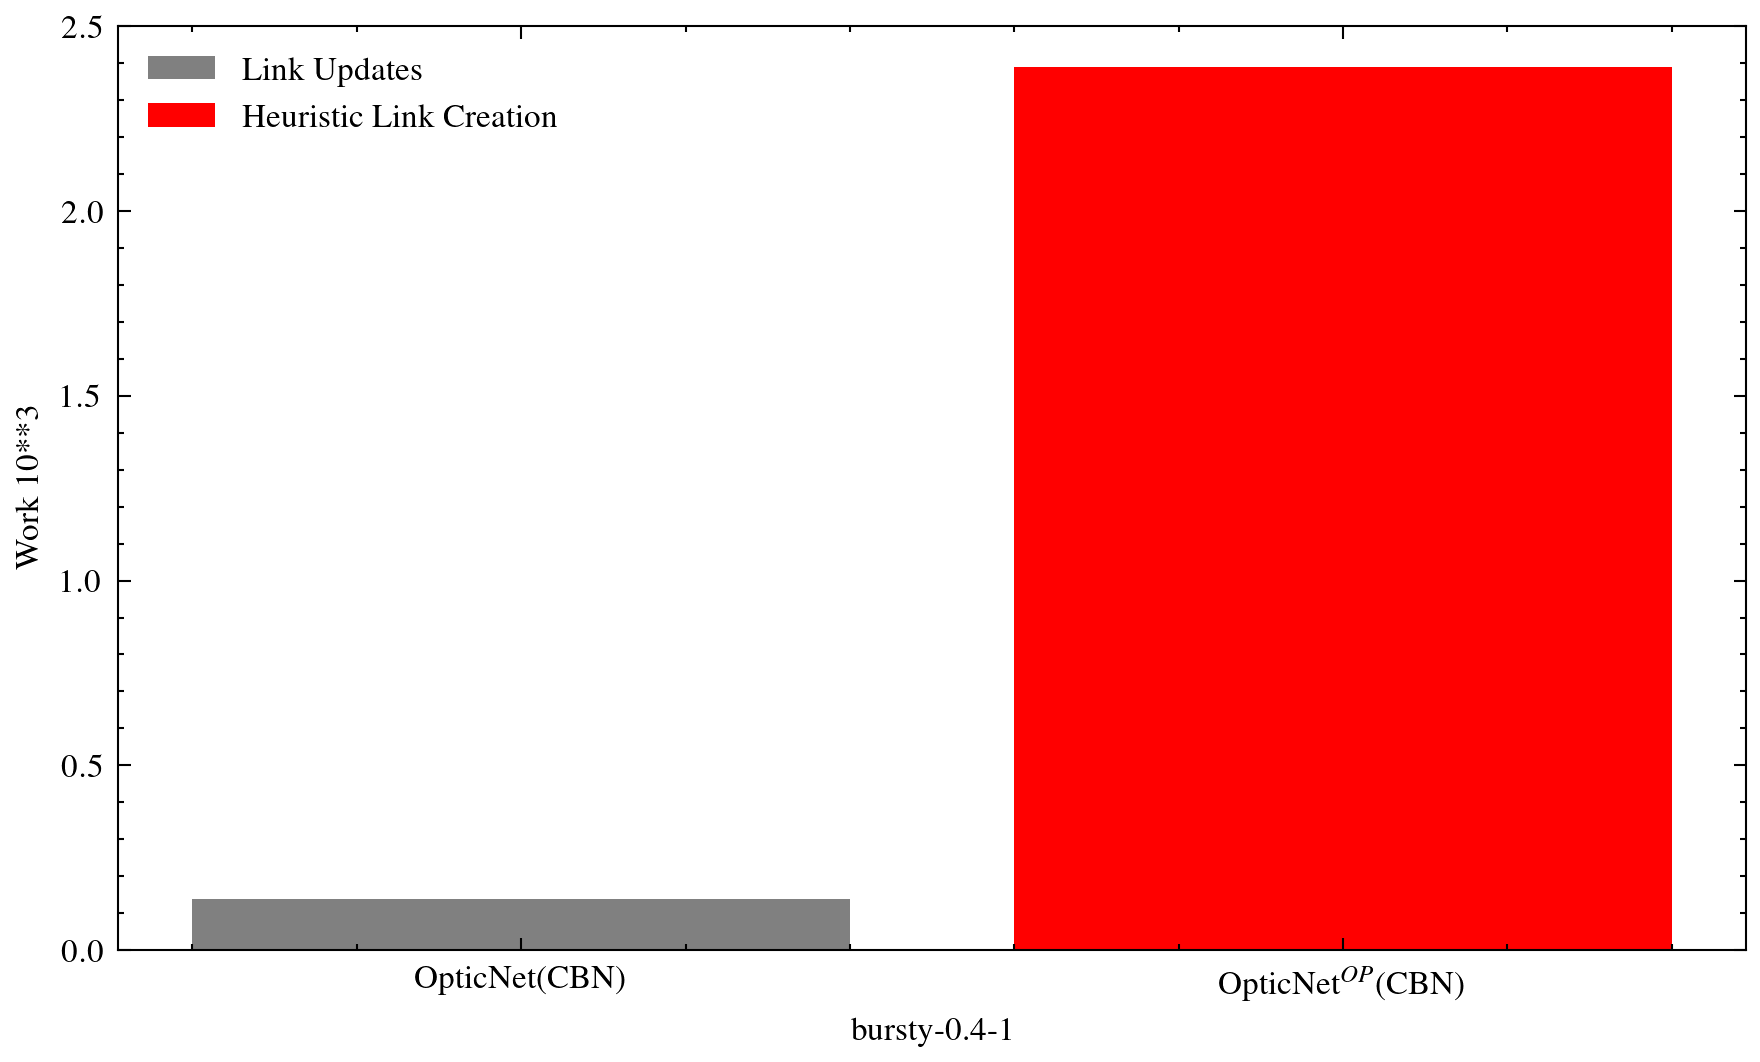 2.5
2.0
1.5
1.0
0.5
0.0
Work 10**3
Link Updates
Heuristic Link Creation
OpticNet(CBN)
OpticNet^{OP}(CBN)
bursty-0.4-1